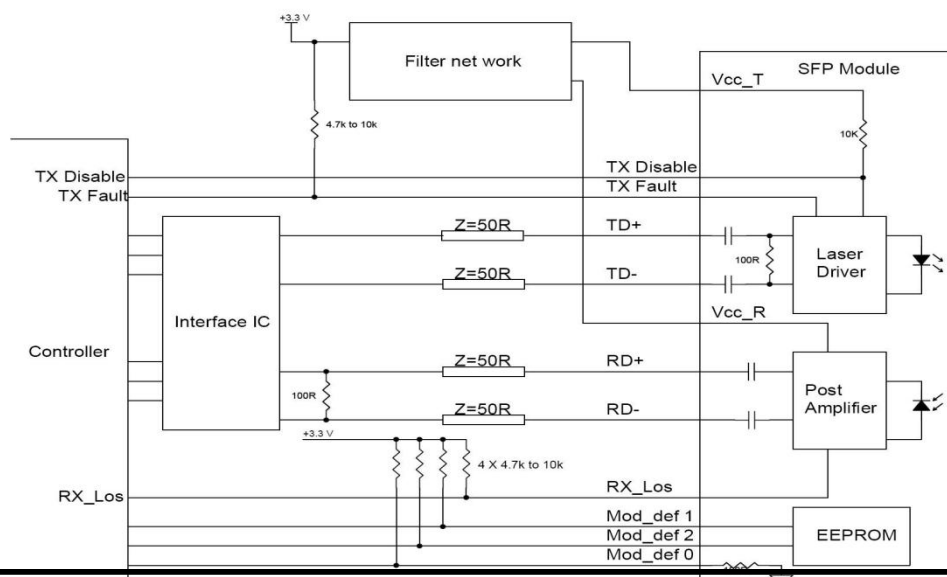 +3.3 V
Filter net work
SFP Module
Vcc_T
4.7k to 10k
10K
TX Disable
TX Disable
TX Fault
TX Fault
Z=50R
TD+
100R
Laser
Driver
Z=50R
TD-
Interface IC
Vcc_R
Controller
Z=50R
RD+
100R
Post
Amplifier
Z=50R
RD-
+3.3 V
4 X 4.7k to 10k
RX_Los
RX_Los
Mod_def 1
Mod_def 2
EEPROM
Mod_def 0